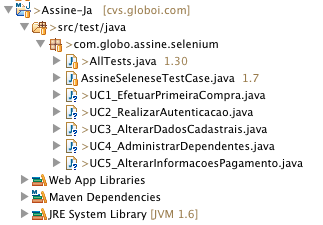 >Assine-Ja [cvs.globoi.com]
>src/test/java
>com.globo.assine.selenium
>AllTests.java 1.30
AssineSeleneseTestCase.java 1.7
>UC1_EfetuarPrimeiraCompra.java
>UC2_RealizarAutenticacao.java
>UC3_AlterarDadosCadastrais.java
>UC4_AdministrarDependentes.java
>UC5_AlterarInformacoesPagamento.java
Web App Libraries
Maven Dependencies
JRE System Library [JVM 1.6]